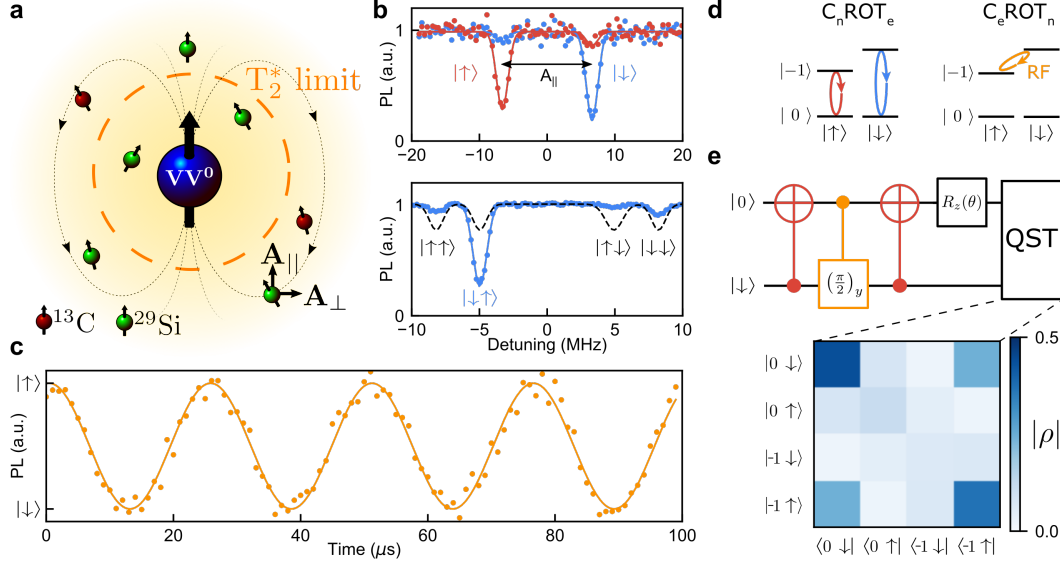 a
T₂* limit
VV⁰
A||
A⊥
¹³C
²⁹Si
b
PL (a.u.)
1
0
|↑⟩
A||
|↓⟩
−20
−10
0
10
20
PL (a.u.)
1
0
|↑↑⟩
|↓↑⟩
|↑↓⟩
|↓↓⟩
−10
−5
0
5
10
Detuning (MHz)
c
PL (a.u.)
|↑⟩
|↓⟩
0
20
40
60
80
100
Time (μs)
d
CₙROTₑ
CₑROTₙ
|−1⟩
| 0⟩
|↑⟩
|↓⟩
|−1⟩
RF
| 0⟩
|↑⟩
|↓⟩
e
|0⟩
|↓⟩
(π/2)y
Rz(θ)
QST
|0 ↓⟩
|0 ↑⟩
|-1 ↓⟩
|-1 ↑⟩
⟨0 ↓|
⟨0 ↑|
⟨-1 ↓|
⟨-1 ↑|
0.5
|ρ|
0.0